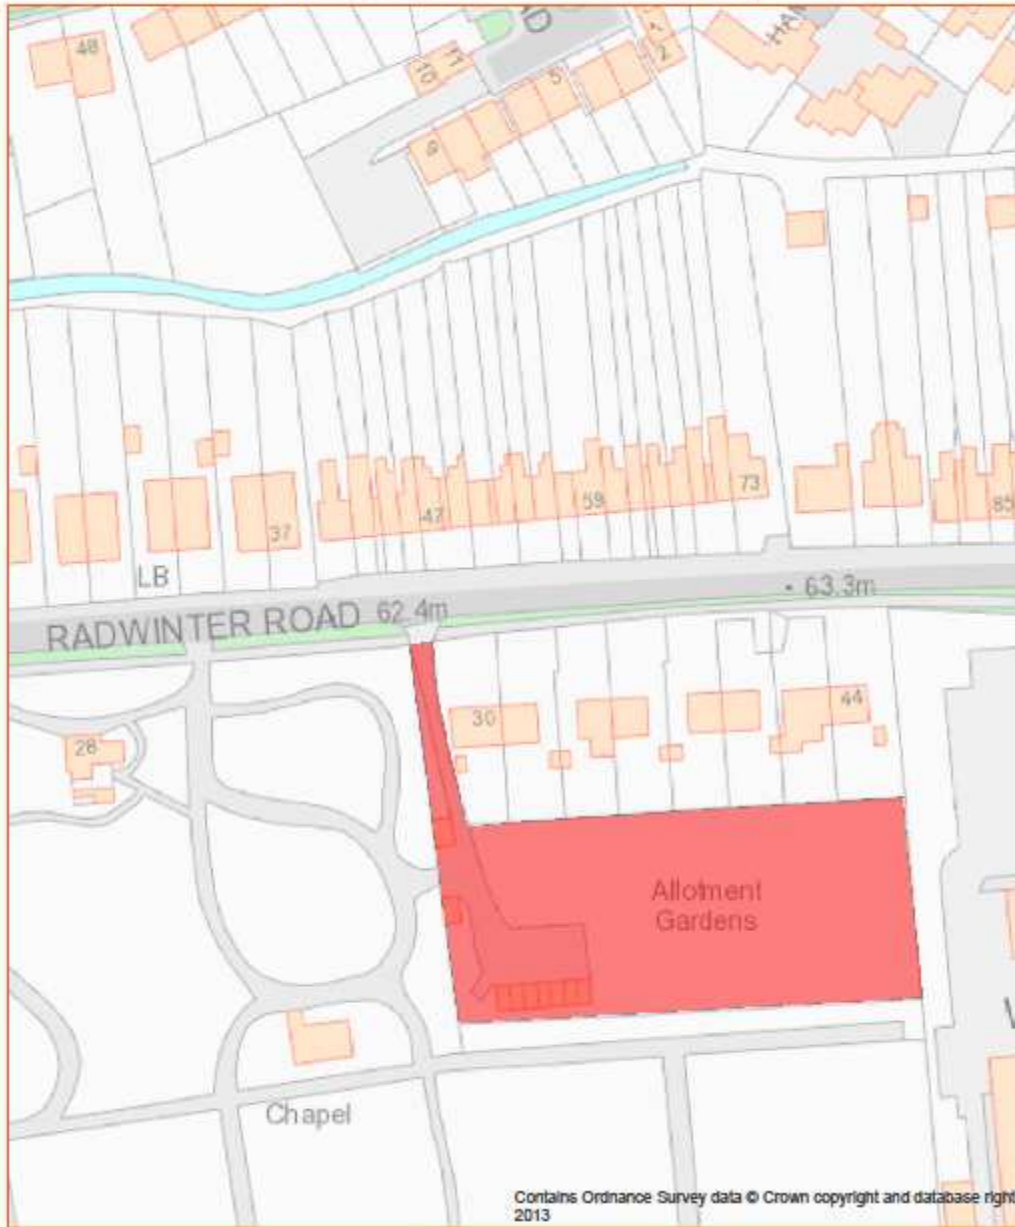 48
11
10
5
2
9
37
47
59
73
85
LB
RADWINTER ROAD
62.4m
63.3m
30
44
28
Allotment
Gardens
Chapel
Contains Ordnance Survey data © Crown copyright and database right
2013